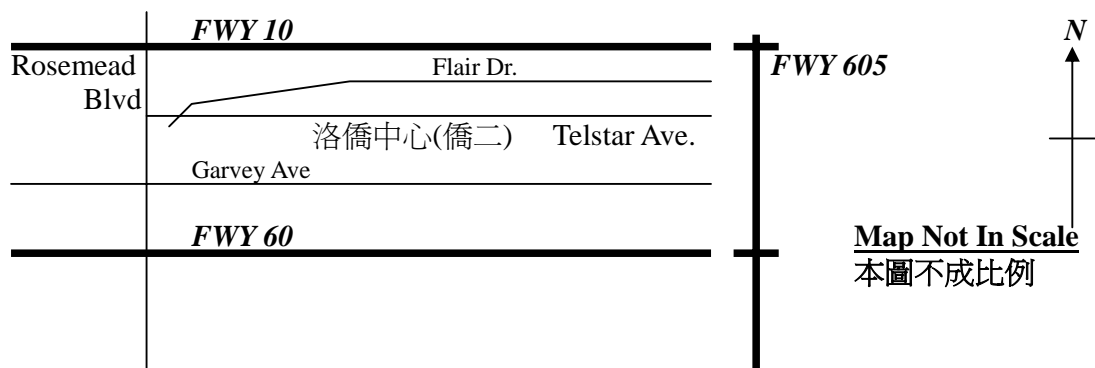 FWY 10
N
Rosemead
Blvd
Flair Dr.
FWY 605
洛僑中心(僑二)
Telstar Ave.
Garvey Ave
FWY 60
Map Not In Scale
本圖不成比例